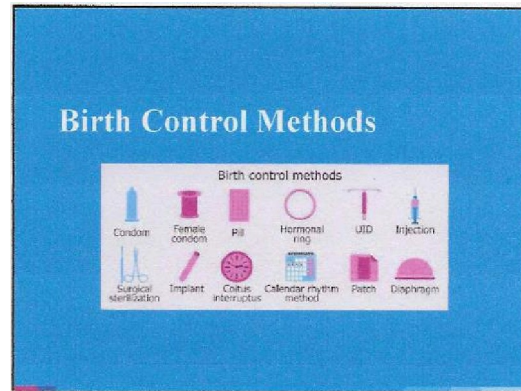 Birth Control Methods
Birth control methods
Condom
Female
condom
Pill
Hormonal
ring
UID
Injection
Surgical
sterilization
Implant
Coitus
interruptus
Calendar rhythm
method
Patch
Diaphragm